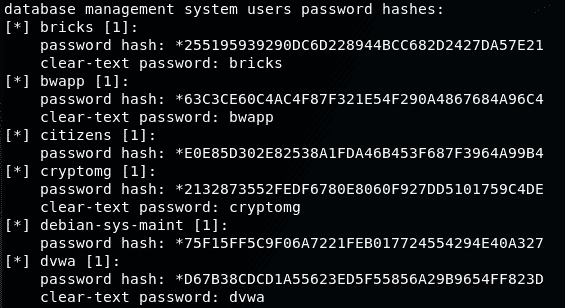 database management system users password hashes:
[*] bricks [1]:
password hash: *255195939290DC6D228944BCC682D2427DA57E21
clear-text password: bricks
[*] bwapp [1]:
password hash: *63C3CE60C4AC4F87F321E54F290A4867684A96C4
clear-text password: bwapp
[*] citizens [1]:
password hash: *E0E85D302E82538A1FDA46B453F687F3964A99B4
[*] cryptomg [1]:
password hash: *2132873552FEDF6780E8060F927DD5101759C4DE
clear-text password: cryptomg
[*] debian-sys-maint [1]:
password hash: *75F15FF5C9F06A7221FEB017724554294E40A327
[*] dvwa [1]:
password hash: *D67B38CDCD1A55623ED5F55856A29B9654FF823D
clear-text password: dvwa